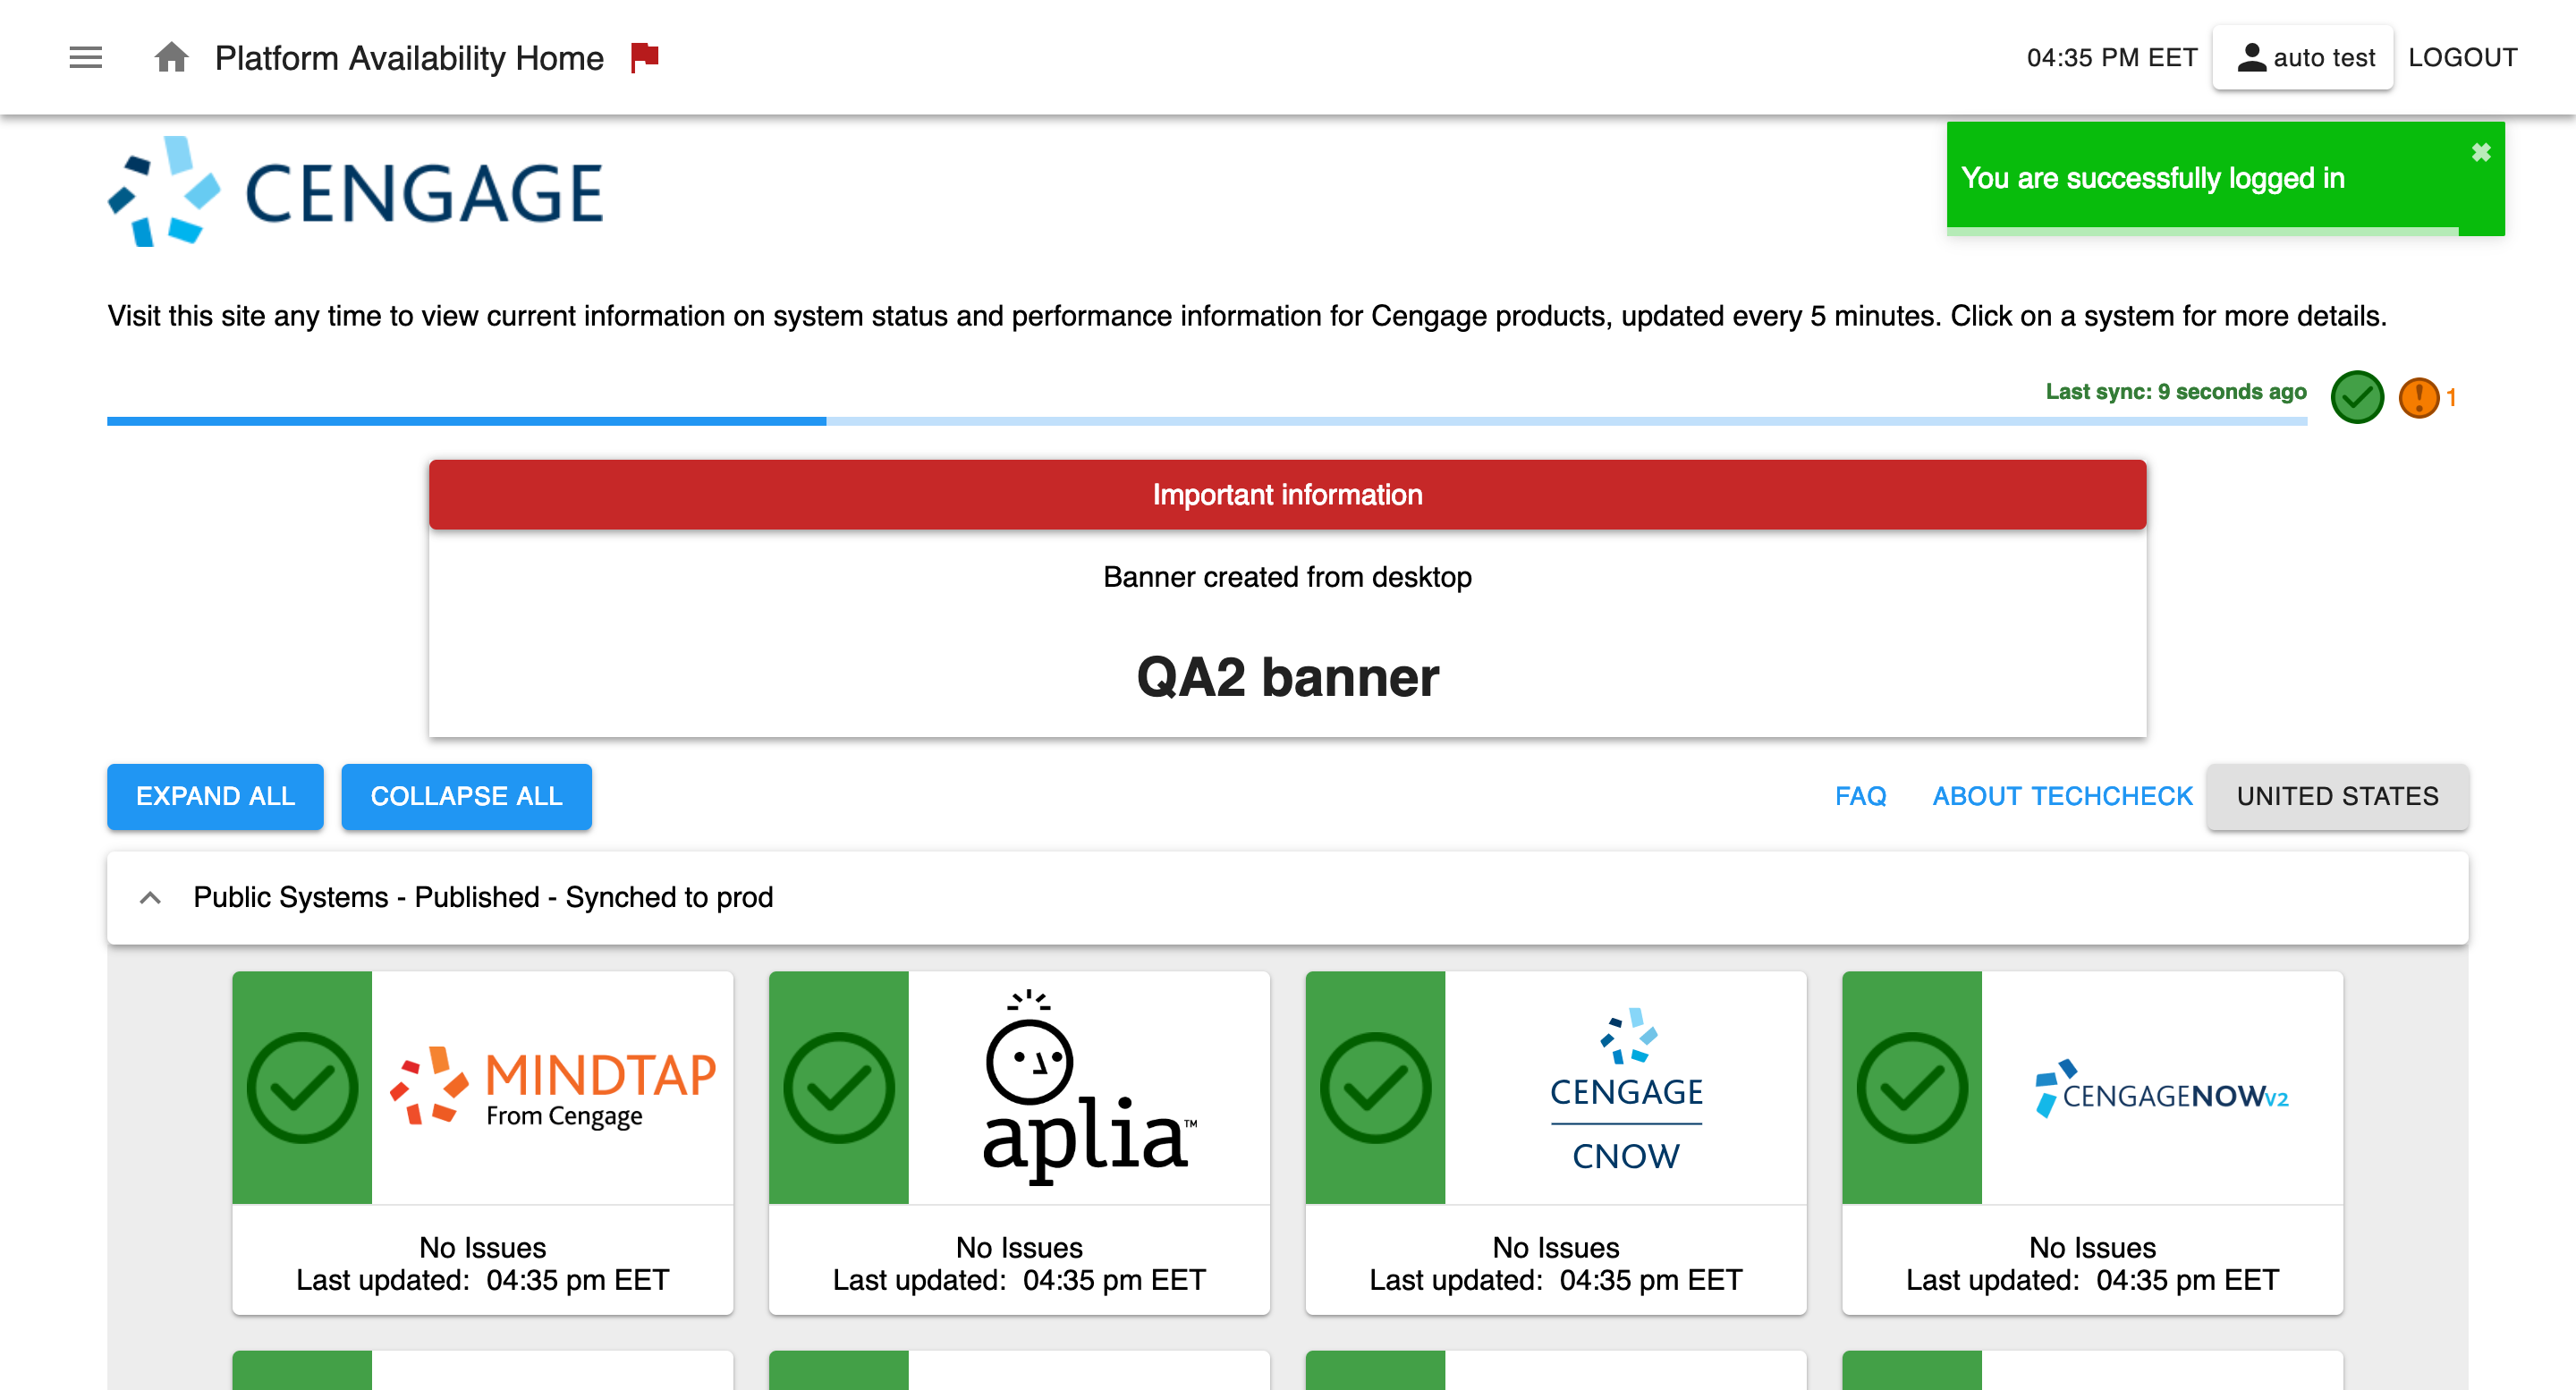 Platform Availability Home
04:35 PM EET
auto test
LOGOUT
CENGAGE
You are successfully logged in
Visit this site any time to view current information on system status and performance information for Cengage products, updated every 5 minutes. Click on a system for more details.
Last sync: 9 seconds ago
1
Important information
Banner created from desktop
QA2 banner
EXPAND ALL
COLLAPSE ALL
FAQ
ABOUT TECHCHECK
UNITED STATES
Public Systems - Published - Synched to prod
MINDTAP
From Cengage
No Issues
Last updated: 04:35 pm EET
aplia™
No Issues
Last updated: 04:35 pm EET
CENGAGE
CNOW
No Issues
Last updated: 04:35 pm EET
CENGAGENOWV2
No Issues
Last updated: 04:35 pm EET